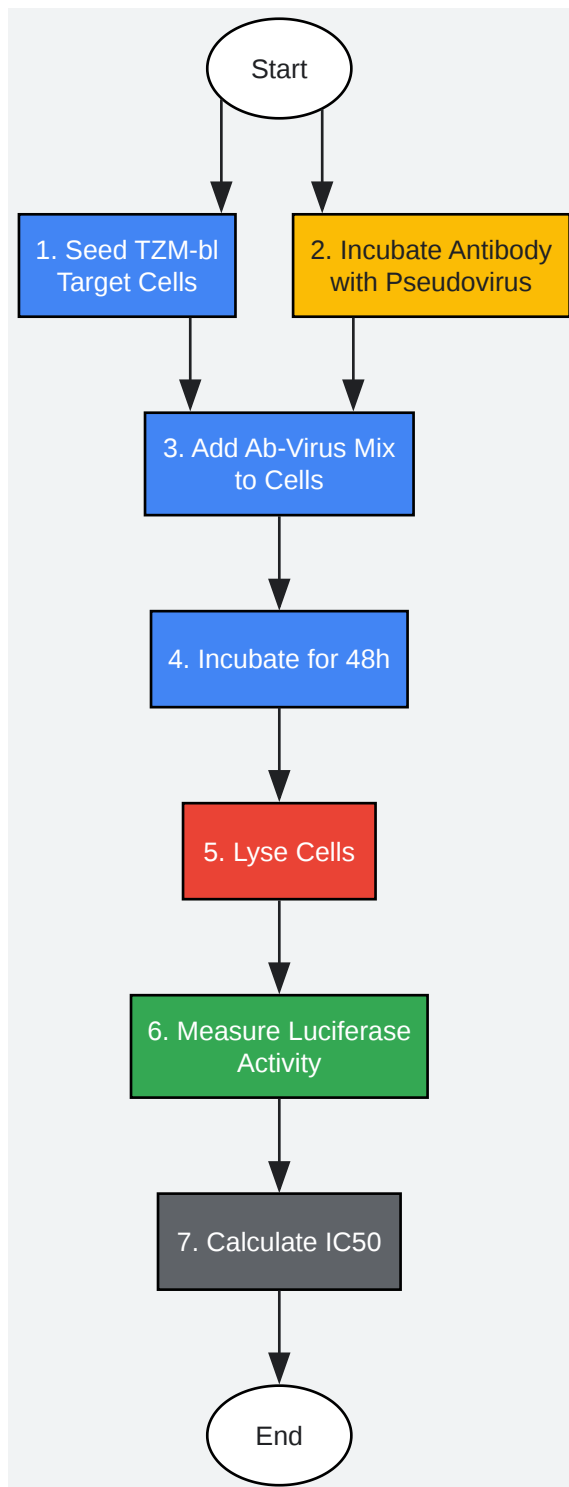 Start
1. Seed TZM-bl
Target Cells
2. Incubate Antibody
with Pseudovirus
3. Add Ab-Virus Mix
to Cells
4. Incubate for 48h
5. Lyse Cells
6. Measure Luciferase
Activity
7. Calculate IC50
End